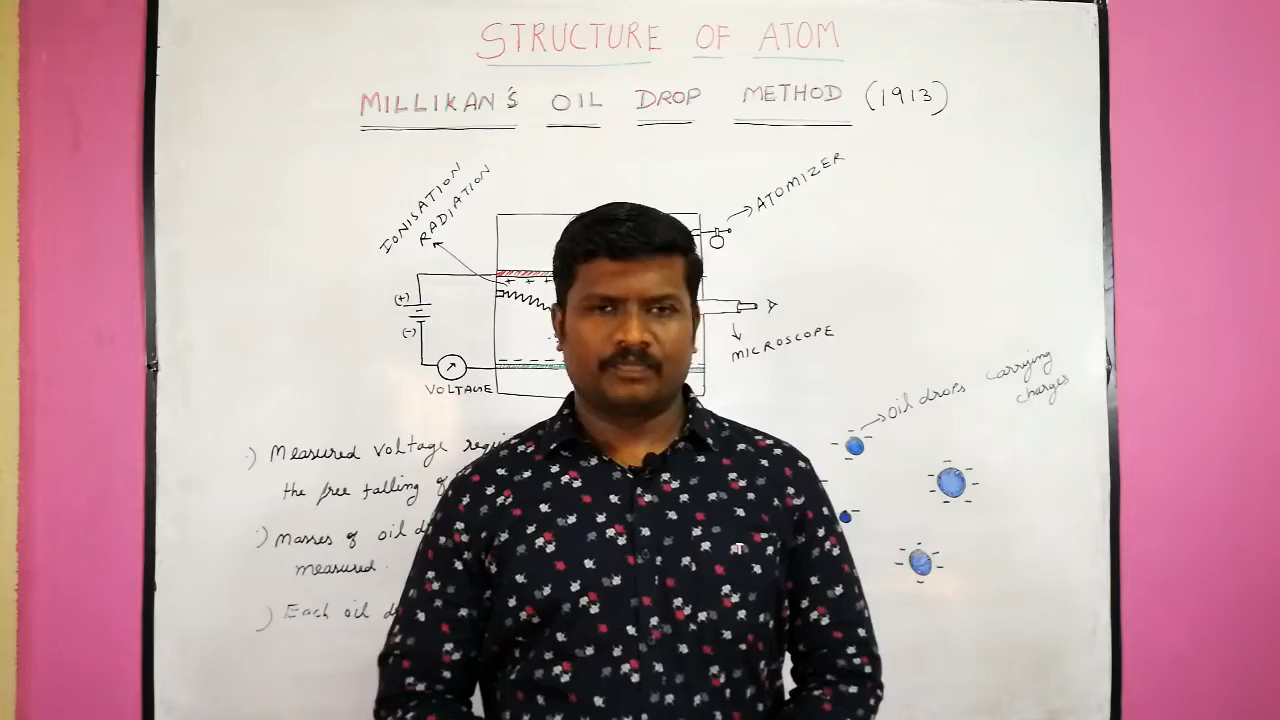 STRUCTURE OF ATOM
MILLIKAN'S OIL DROP METHOD (1913)
IONISATION
RADIATION
ATOMIZER
+ + +
(+)
(-)
VOLTAGE
MICROSCOPE
Oil drops carrying
charges
Measured voltage
the free falling
Masses of oil
measured.
Each oil